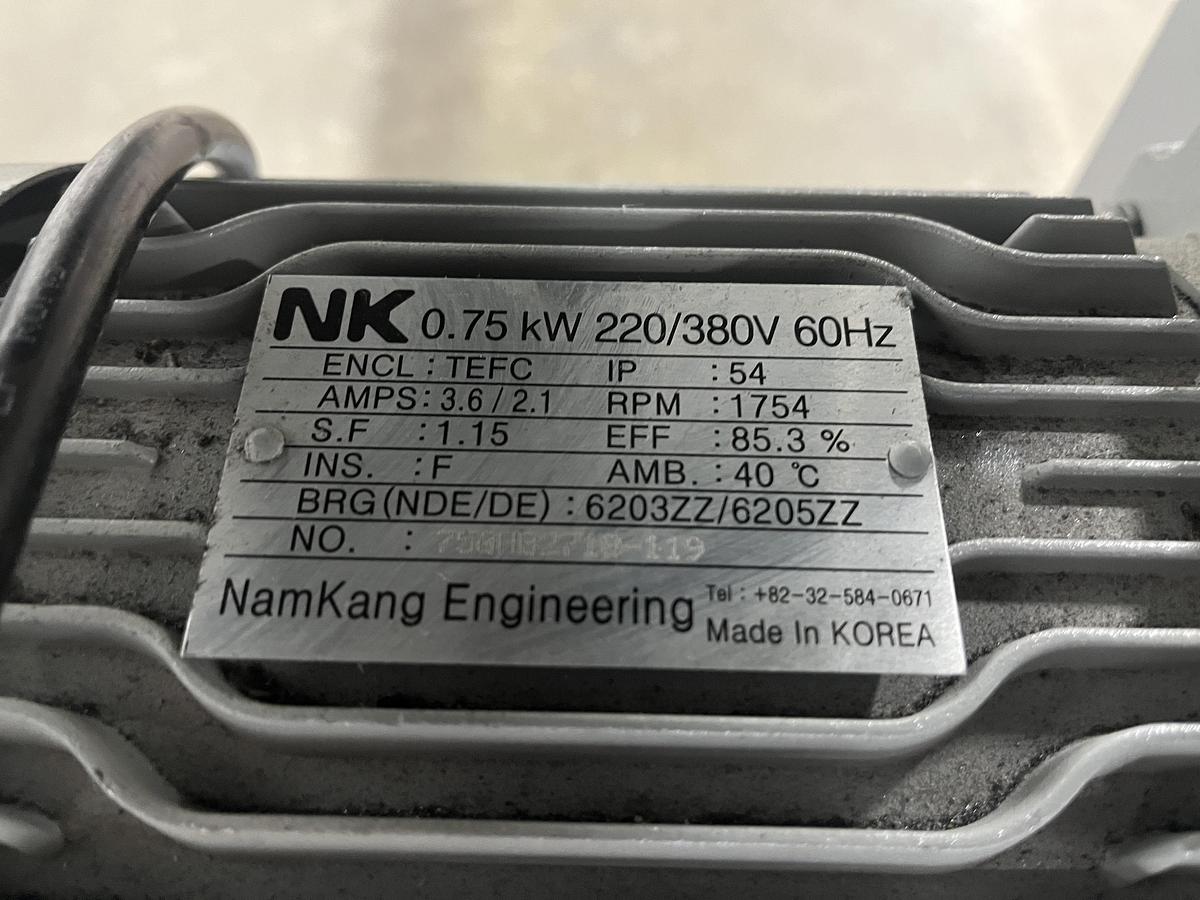 NK 0.75 kW 220/380V 60Hz
ENCL : TEFC IP : 54
AMPS: 3.6 / 2.1 RPM : 1754
S.F : 1.15 EFF : 85.3 %
INS. : F AMB. : 40 ℃
BRG (NDE/DE) : 6203ZZ/6205ZZ
NO. :
NamKang Engineering
Tel : +82-32-584-0671
Made In KOREA